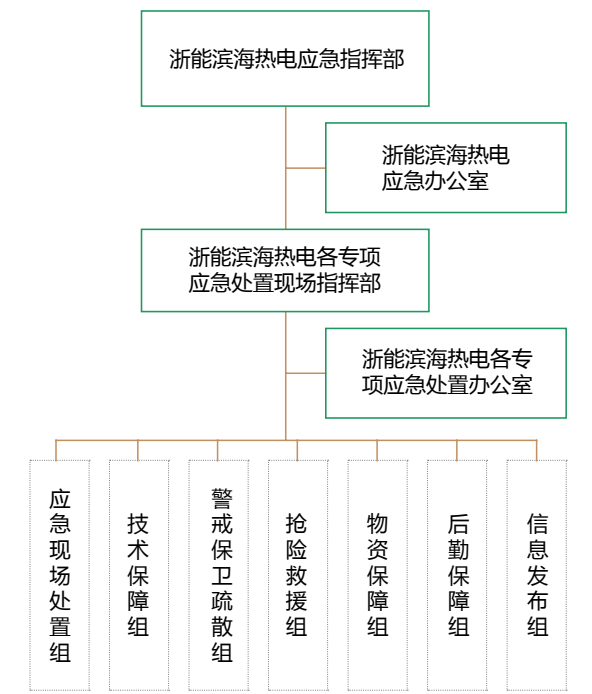 浙能滨海热电应急指挥部
浙能滨海热电
应急办公室
浙能滨海热电各专项
应急处置现场指挥部
浙能滨海热电各专
项应急处置办公室
应急现场处置组
技术保障组
警戒保卫疏散组
抢险救援组
物资保障组
后勤保障组
信息发布组